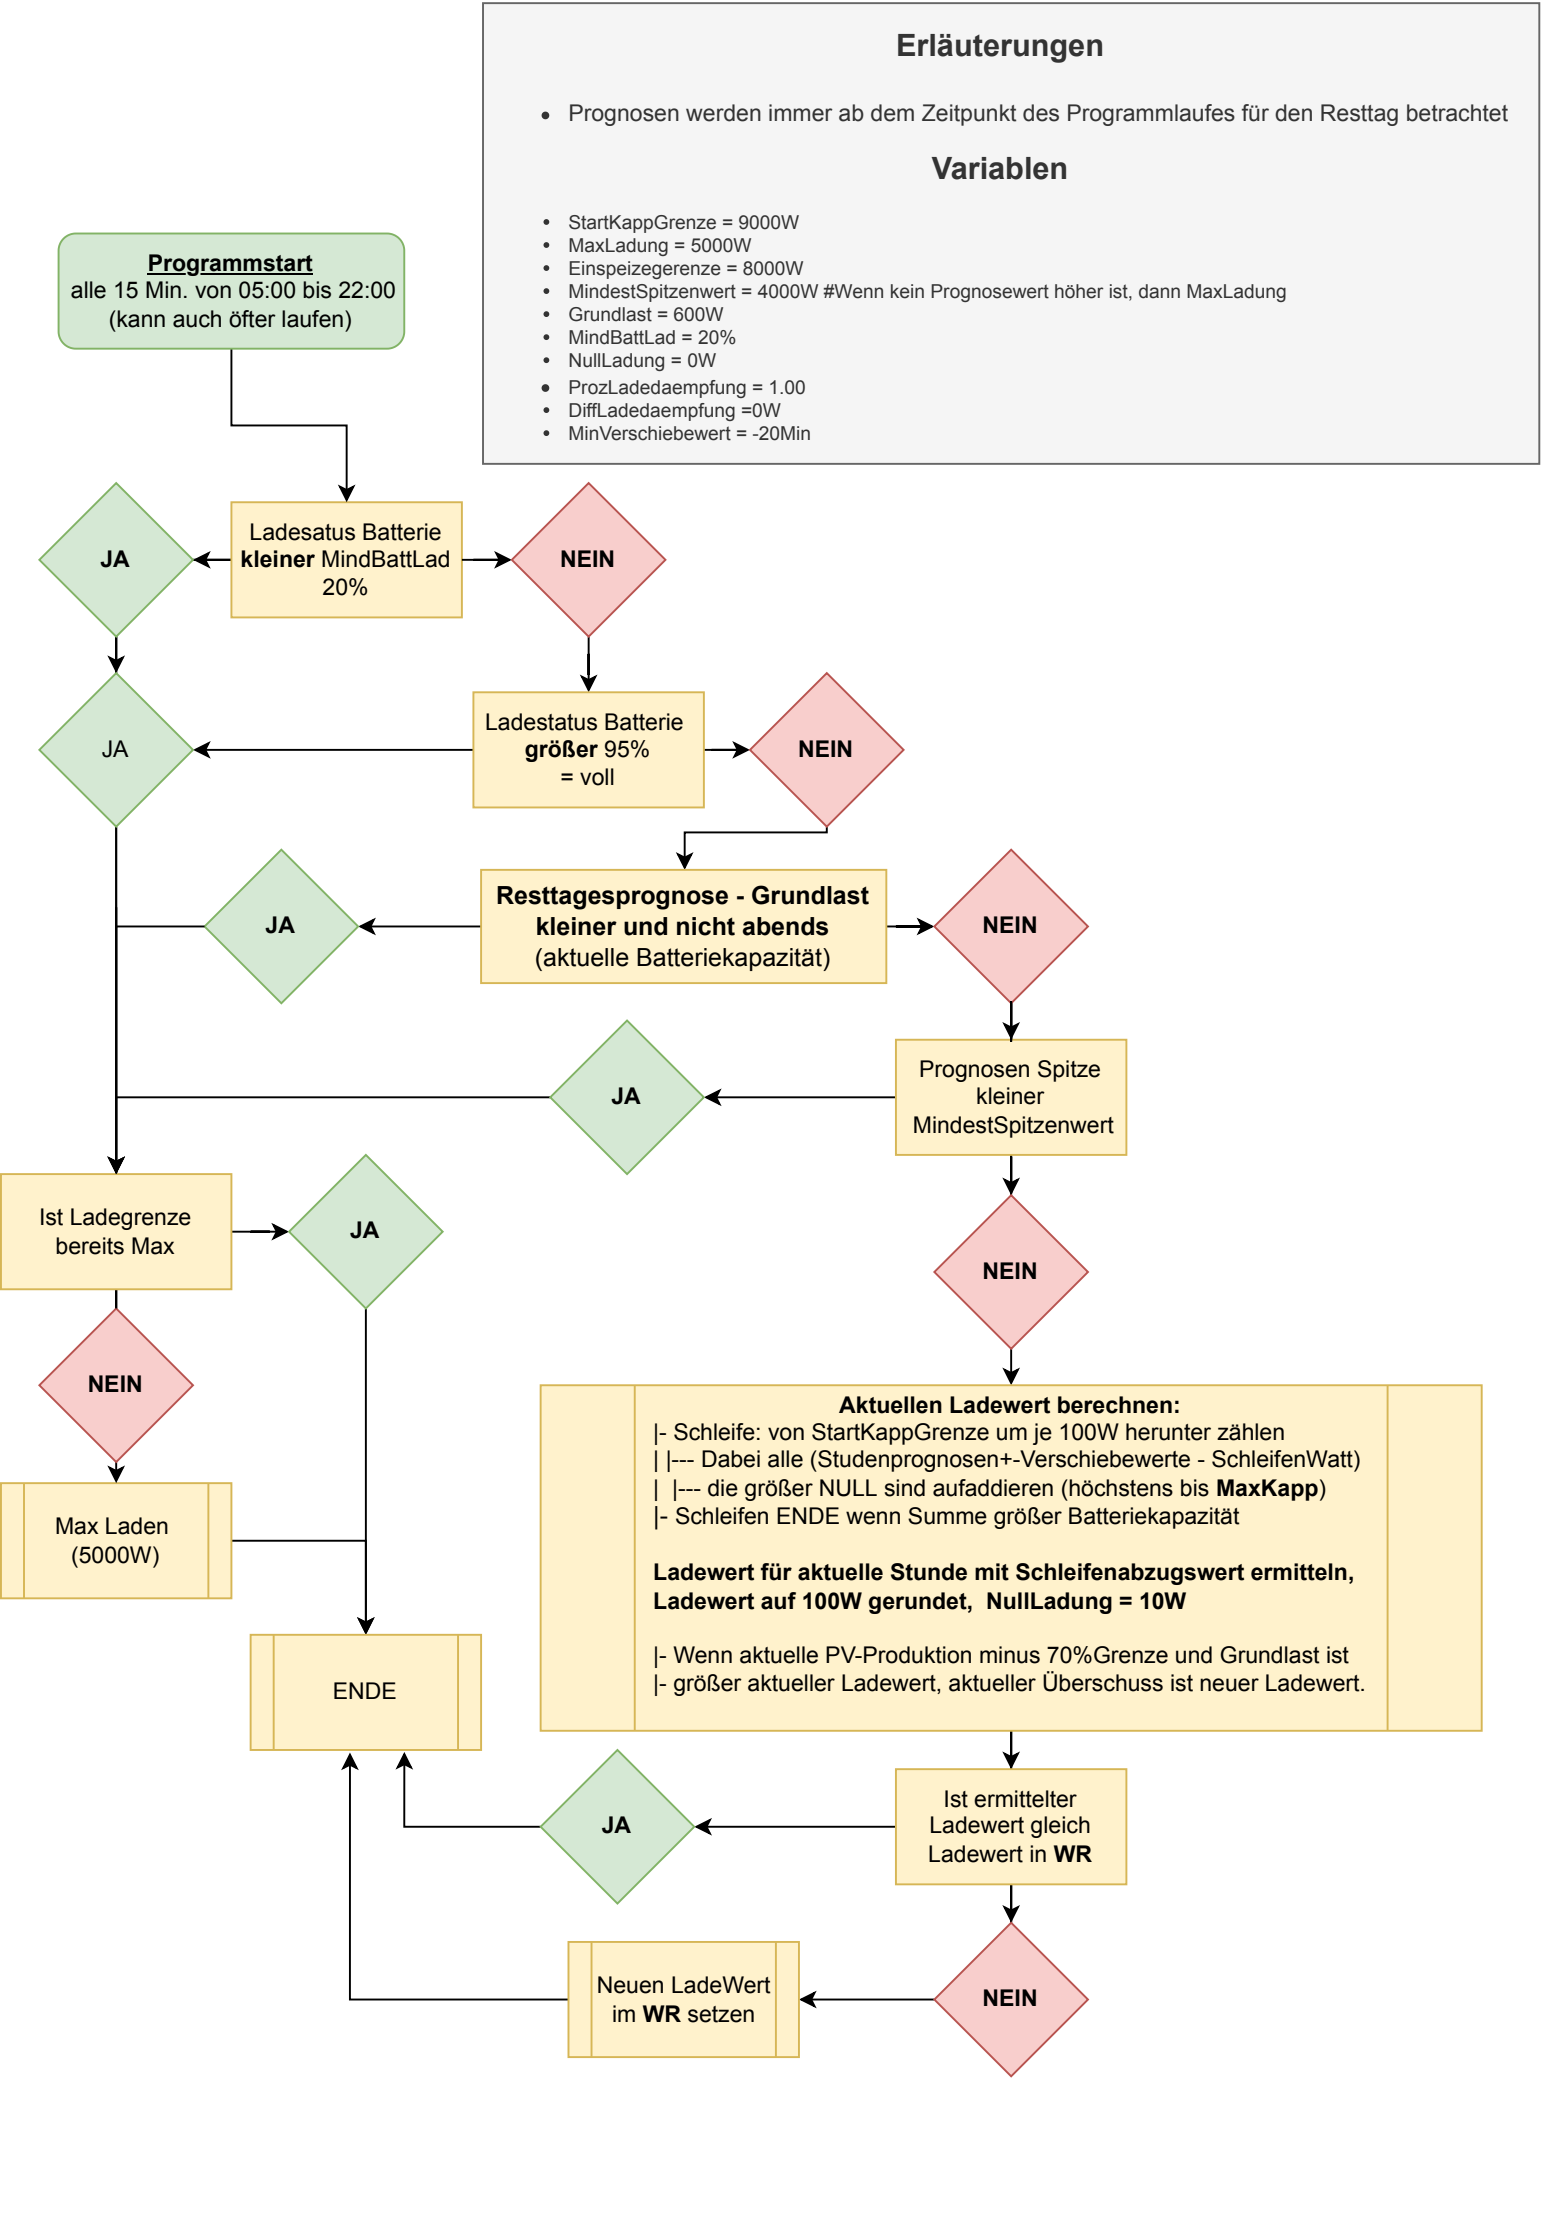 Erläuterungen
• Prognosen werden immer ab dem Zeitpunkt des Programmlaufes für den Resttag betrachtet
Variablen
• StartKappGrenze = 9000W
• MaxLadung = 5000W
• Einspeizegerenze = 8000W
• MindestSpitzenwert = 4000W #Wenn kein Prognosewert höher ist, dann MaxLadung
• Grundlast = 600W
• MindBattLad = 20%
• NullLadung = 0W
• ProzLadedaempfung = 1.00
• DiffLadedaempfung =0W
• MinVerschiebewert = -20Min
Programmstart
alle 15 Min. von 05:00 bis 22:00
(kann auch öfter laufen)
JA
Ladesatus Batterie
kleiner MindBattLad
20%
NEIN
JA
Ladestatus Batterie
größer 95%
= voll
NEIN
JA
Resttagesprognose - Grundlast
kleiner und nicht abends
(aktuelle Batteriekapazität)
NEIN
JA
Prognosen Spitze
kleiner
MindestSpitzenwert
Ist Ladegrenze
bereits Max
JA
NEIN
NEIN
Aktuellen Ladewert berechnen:
|- Schleife: von StartKappGrenze um je 100W herunter zählen
| |--- Dabei alle (Studenprognosen+-Verschiebewerte - SchleifenWatt)
| |--- die größer NULL sind aufaddieren (höchstens bis MaxKapp)
|- Schleifen ENDE wenn Summe größer Batteriekapazität
Ladewert für aktuelle Stunde mit Schleifenabzugswert ermitteln,
Ladewert auf 100W gerundet, NullLadung = 10W
|- Wenn aktuelle PV-Produktion minus 70%Grenze und Grundlast ist
|- größer aktueller Ladewert, aktueller Überschuss ist neuer Ladewert.
Max Laden
(5000W)
ENDE
JA
Ist ermittelter
Ladewert gleich
Ladewert in WR
Neuen LadeWert
im WR setzen
NEIN